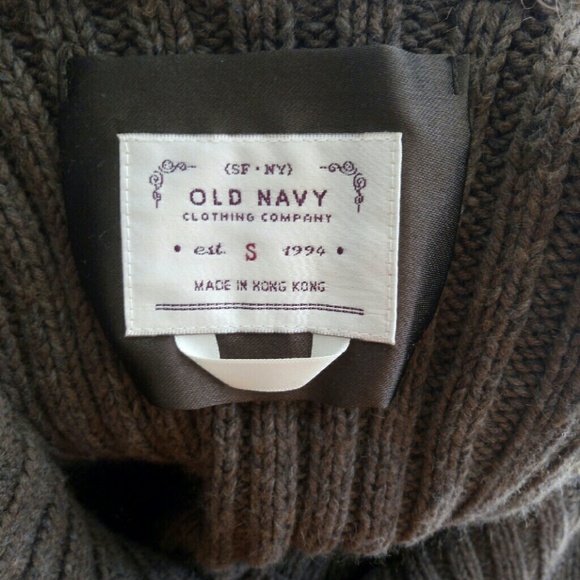 {SF · NY}
OLD NAVY
CLOTHING COMPANY
• est. S 1994 •
MADE IN HONG KONG